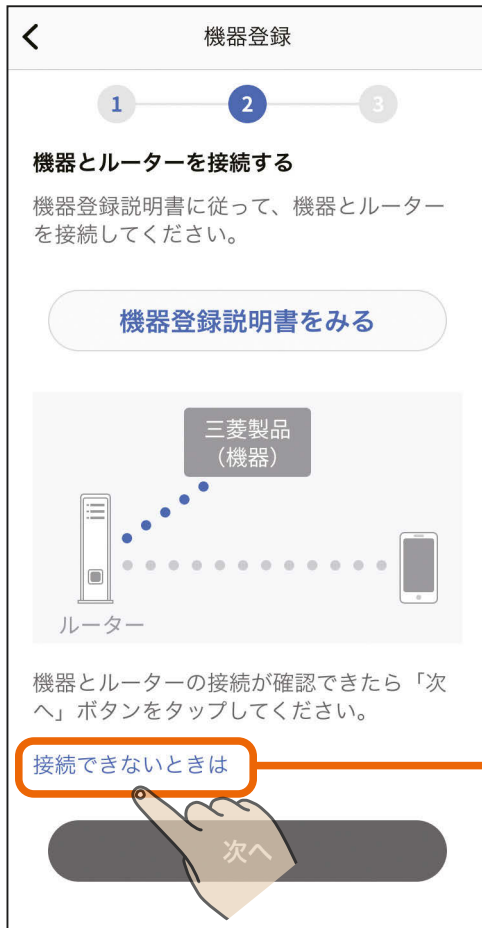 機器登録
1 2 3
機器とルーターを接続する
機器登録説明書に従って、機器とルーター
を接続してください。
機器登録説明書をみる
三菱製品
（機器）
ルーター
機器とルーターの接続が確認できたら「次
へ」ボタンをタップしてください。
接続できないときは
次へ